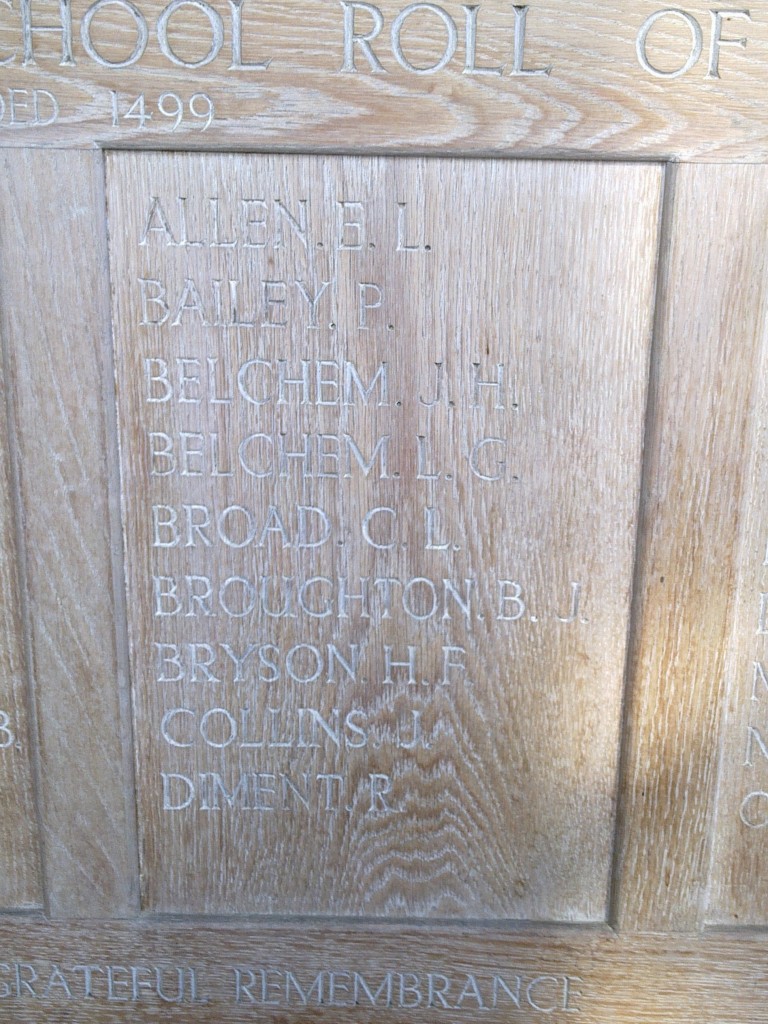 CHOOL ROLL OF
DED 1499
ALLEN. E. L.
BAILEY. P.
BELCHEM. J. H.
BELCHEM. L. G.
BROAD. C. L.
BROUGHTON. B. J.
BRYSON. H. F.
COLLINS. J.
DIMENT. R.
B.
GRATEFUL REMEMBRANCE